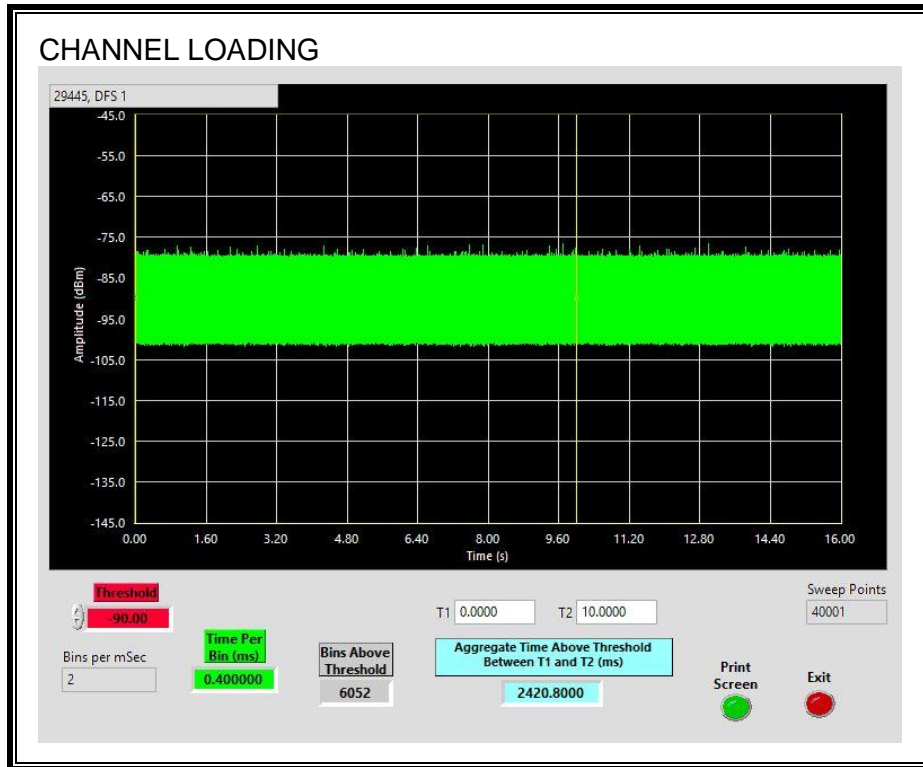 CHANNEL LOADING
29445, DFS 1
-45.0
-55.0
-65.0
-75.0
-85.0
-95.0
-105.0
-115.0
-125.0
-135.0
-145.0
Amplitude (dBm)
0.00 1.60 3.20 4.80 6.40 8.00 9.60 11.20 12.80 14.40 16.00
Time (s)
Threshold
-90.00
Bins per mSec
2
Time Per
Bin (ms)
0.400000
Bins Above
Threshold
6052
T1 0.0000 T2 10.0000
Aggregate Time Above Threshold
Between T1 and T2 (ms)
2420.8000
Sweep Points
40001
Print
Screen
Exit